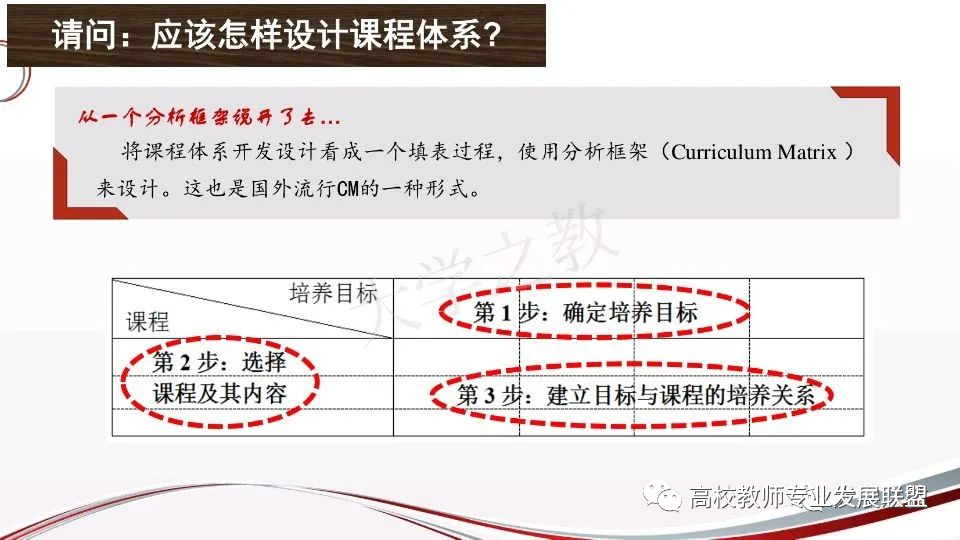 请问：应该怎样设计课程体系?
从一个分析框架说开了去...
将课程体系开发设计看成一个填表过程，使用分析框架（Curriculum Matrix ）
来设计。这也是国外流行CM的一种形式。
大学之教
培养目标
课程
第 1 步：确定培养目标
第 2 步：选择
课程及其内容
第 3 步：建立目标与课程的培养关系
高校教师专业发展联盟